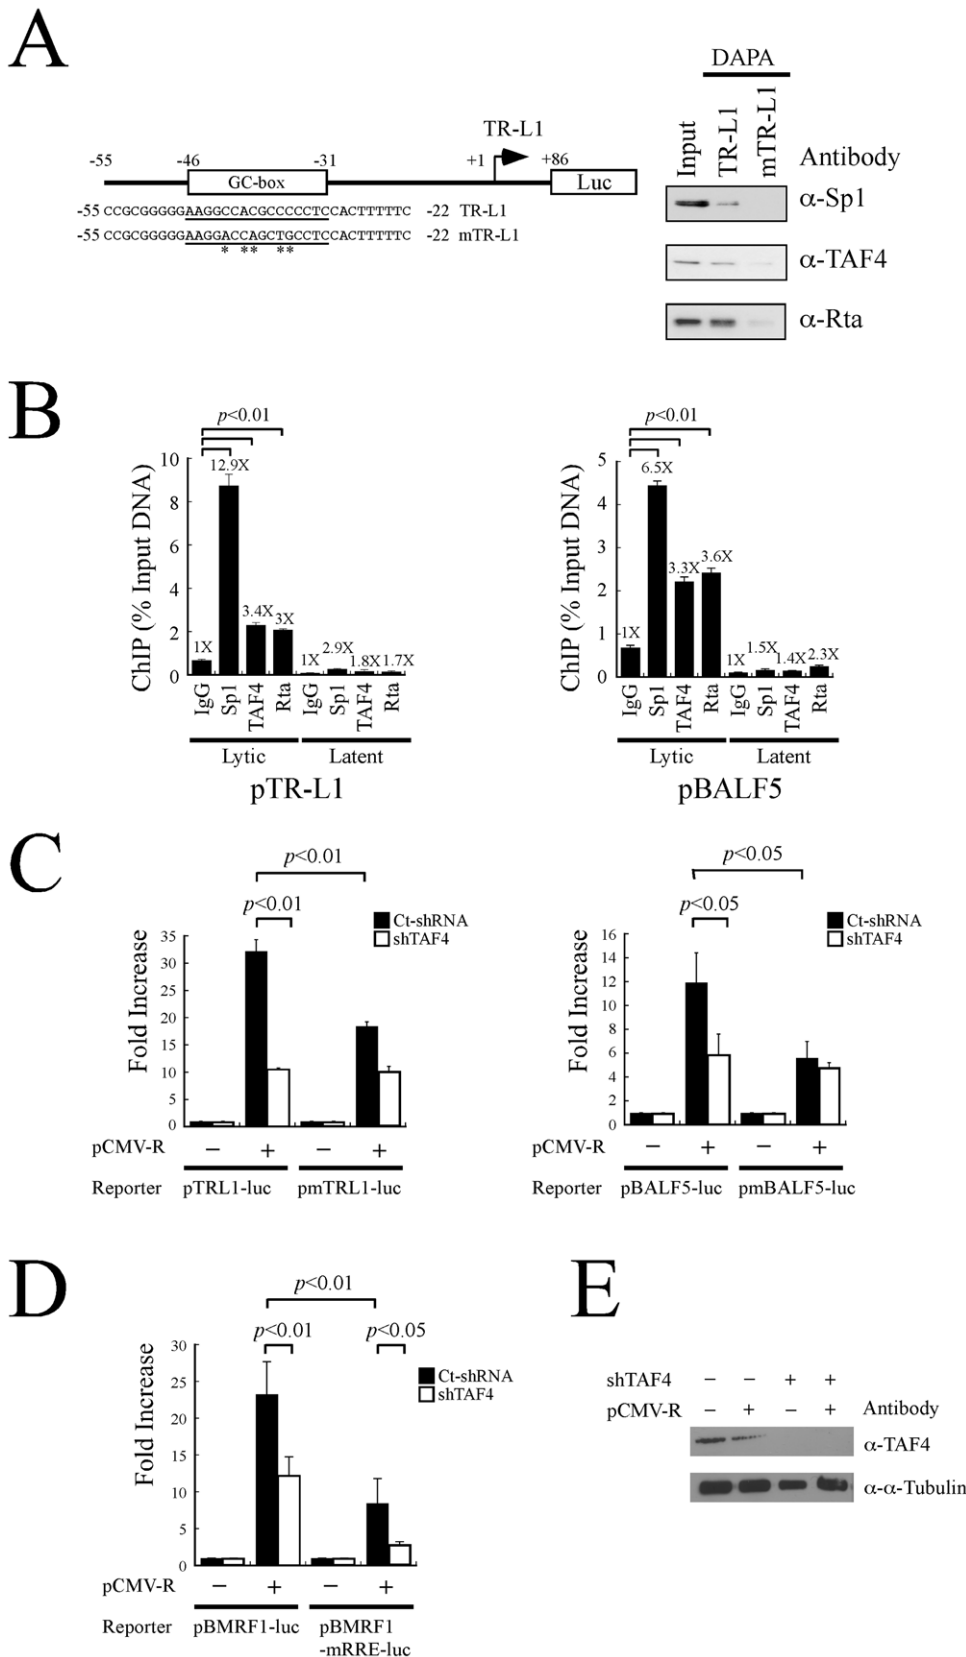 A
DAPA
Input
TR-L1
mTR-L1
Antibody
TR-L1
-55
-46
-31
+1
+86
GC-box
Luc
-55 CCGCGGGGGAAGGCCACGCCCCCTCCACTTTTTC -22 TR-L1
-55 CCGCGGGGGAAGGACCAGCTGCCTCCACTTTTTC -22 mTR-L1
* ** **
α-Sp1
α-TAF4
α-Rta
B
p<0.01
ChIP (% Input DNA)
10
8
6
4
2
0
1X
12.9X
3.4X
3X
1X
2.9X
1.8X
1.7X
IgG
Sp1
TAF4
Rta
IgG
Sp1
TAF4
Rta
Lytic
Latent
pTR-L1
p<0.01
ChIP (% Input DNA)
5
4
3
2
1
0
1X
6.5X
3.3X
3.6X
1X
1.5X
1.4X
2.3X
IgG
Sp1
TAF4
Rta
IgG
Sp1
TAF4
Rta
Lytic
Latent
pBALF5
C
p<0.01
p<0.01
Ct-shRNA
shTAF4
Fold Increase
35
30
25
20
15
10
5
0
pCMV-R − + − +
Reporter pTRL1-luc pmTRL1-luc
p<0.05
p<0.05
Ct-shRNA
shTAF4
Fold Increase
16
14
12
10
8
6
4
2
0
pCMV-R − + − +
Reporter pBALF5-luc pmBALF5-luc
D
p<0.01
p<0.01
p<0.05
Ct-shRNA
shTAF4
Fold Increase
30
25
20
15
10
5
0
pCMV-R − + − +
Reporter pBMRF1-luc pBMRF1
-mRRE-luc
E
shTAF4 − − + +
pCMV-R − + − + Antibody
α-TAF4
α-α-Tubulin